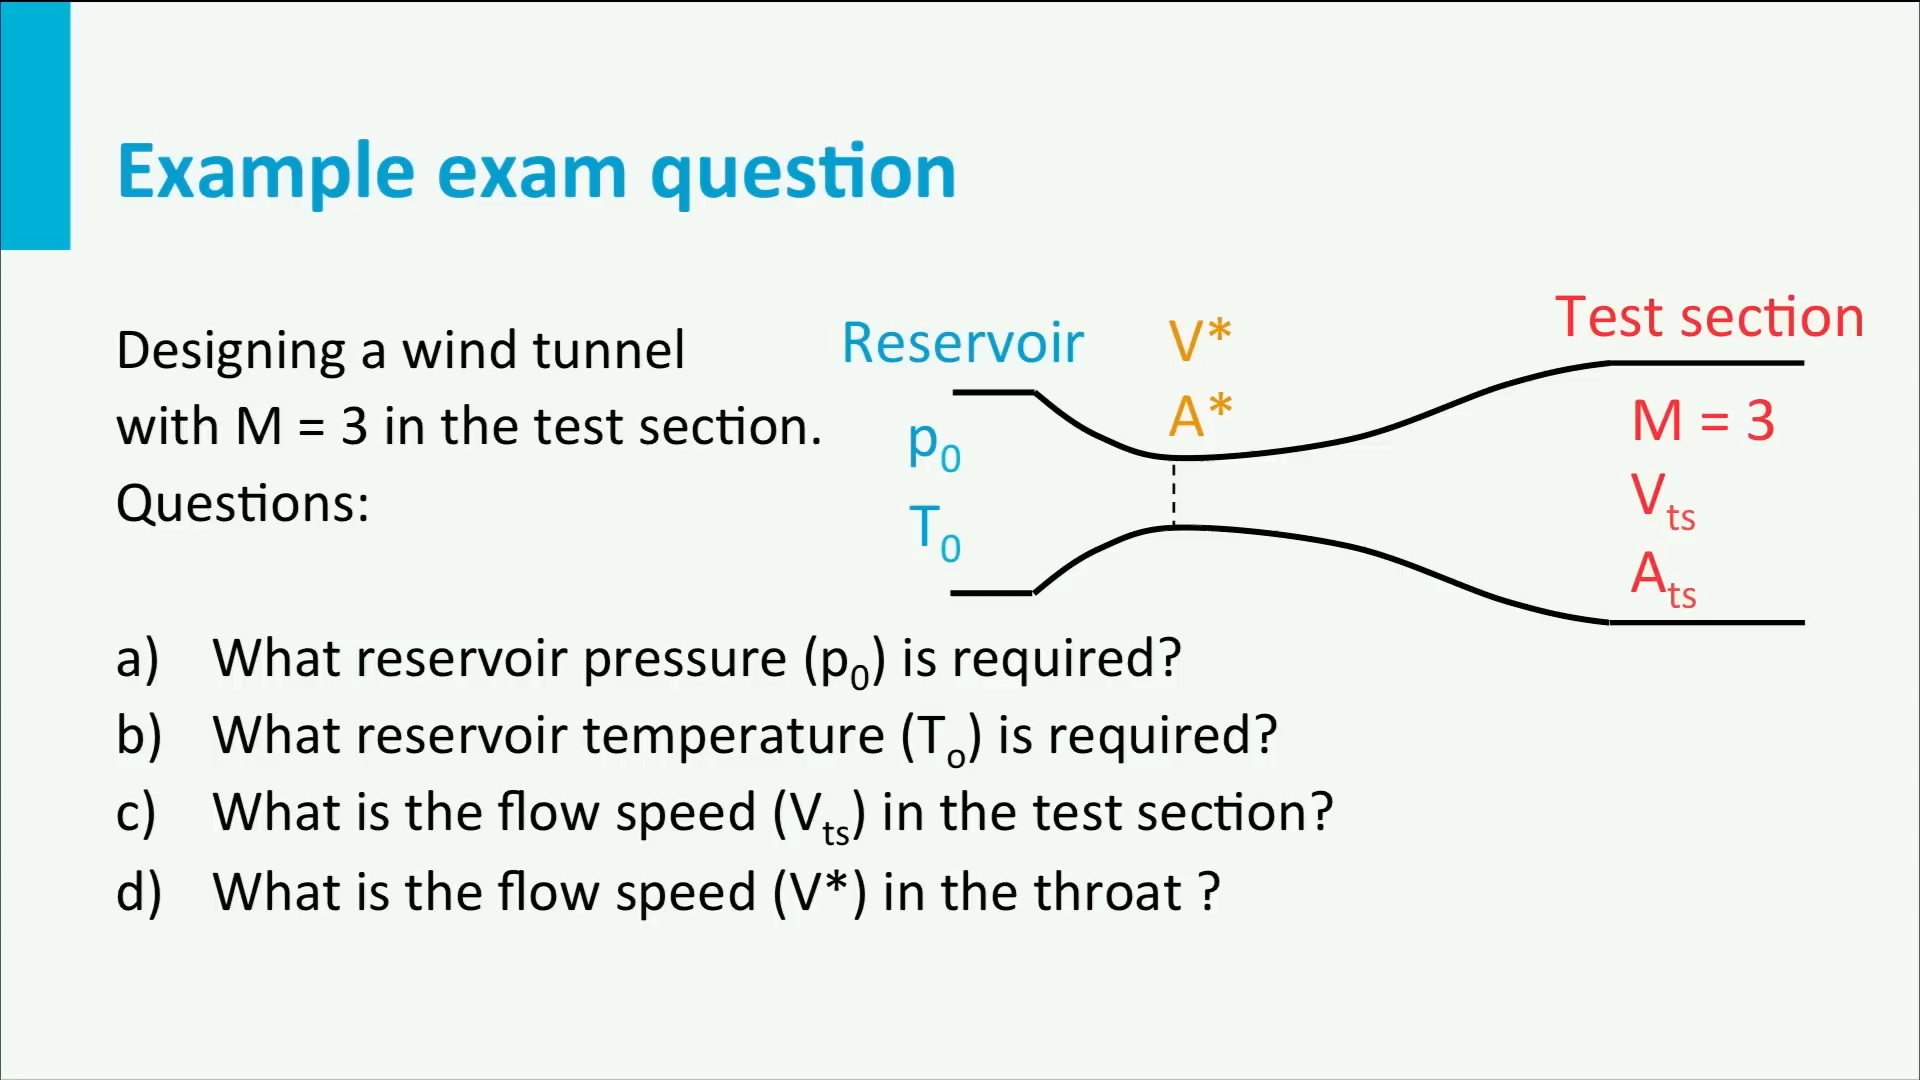 Example exam question
Designing a wind tunnel
with M = 3 in the test section.
Questions:
Reservoir
p₀
T₀
V*
A*
Test section
M = 3
Vts
Ats
a) What reservoir pressure (p₀) is required?
b) What reservoir temperature (To) is required?
c) What is the flow speed (Vts) in the test section?
d) What is the flow speed (V*) in the throat ?